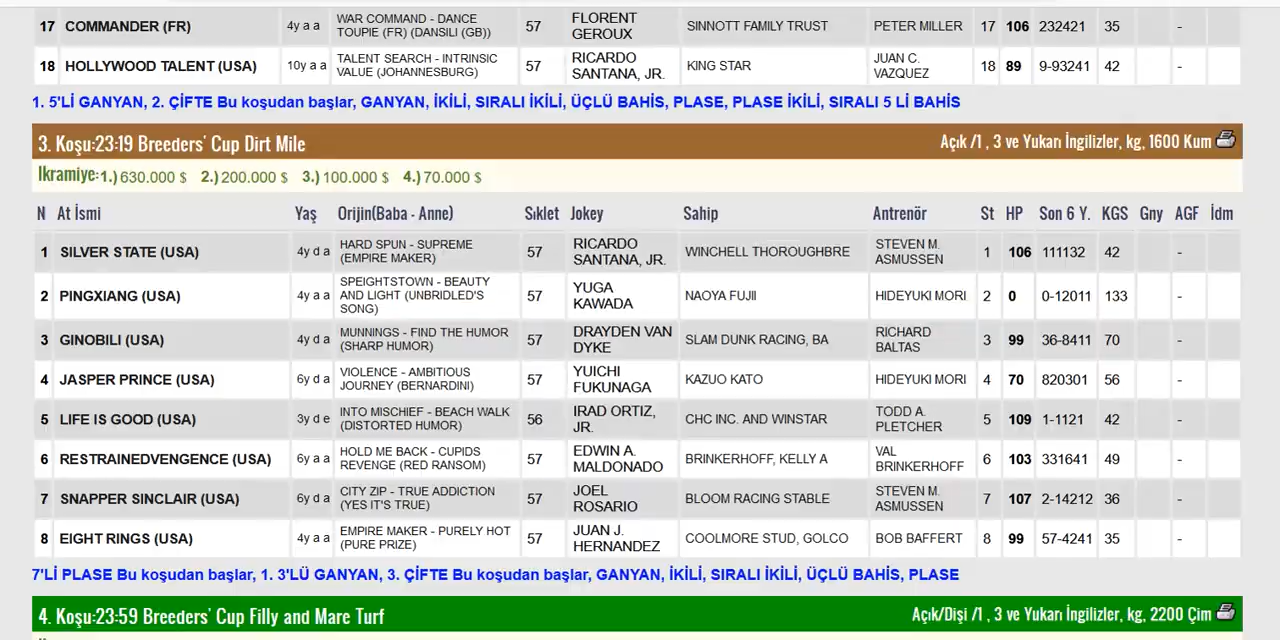 17 COMMANDER (FR) 4y a a WAR COMMAND - DANCE TOUPIE (FR) (DANSILI (GB)) 57 FLORENT GEROUX SINNOTT FAMILY TRUST PETER MILLER 17 106 232421 35 -
18 HOLLYWOOD TALENT (USA) 10y a a TALENT SEARCH - INTRINSIC VALUE (JOHANNESBURG) 57 RICARDO SANTANA, JR. KING STAR JUAN C. VAZQUEZ 18 89 9-93241 42 -
1. 5'Lİ GANYAN, 2. ÇİFTE Bu koşudan başlar, GANYAN, İKİLİ, SIRALI İKİLİ, ÜÇLÜ BAHİS, PLASE, PLASE İKİLİ, SIRALI 5 Lİ BAHİS
3. Koşu:23:19 Breeders' Cup Dirt Mile Açık /1 , 3 ve Yukarı İngilizler, kg, 1600 Kum
İkramiye:1.) 630.000 $ 2.) 200.000 $ 3.) 100.000 $ 4.) 70.000 $
N At İsmi Yaş Orijin(Baba - Anne) Sıklet Jokey Sahip Antrenör St HP Son 6 Y. KGS Gny AGF İdm
1 SILVER STATE (USA) 4y d a HARD SPUN - SUPREME (EMPIRE MAKER) 57 RICARDO SANTANA, JR. WINCHELL THOROUGHBRE STEVEN M. ASMUSSEN 1 106 111132 42 -
2 PINGXIANG (USA) 4y a a SPEIGHTSTOWN - BEAUTY AND LIGHT (UNBRIDLED'S SONG) 57 YUGA KAWADA NAOYA FUJI HIDEYUKI MORI 2 0 0-12011 133 -
3 GINOBILI (USA) 4y d a MUNNINGS - FIND THE HUMOR (SHARP HUMOR) 57 DRAYDEN VAN DYKE SLAM DUNK RACING, BA RICHARD BALTAS 3 99 36-8411 70 -
4 JASPER PRINCE (USA) 6y d a VIOLENCE - AMBITIOUS JOURNEY (BERNARDINI) 57 YUICHI FUKUNAGA KAZUO KATO HIDEYUKI MORI 4 70 820301 56 -
5 LIFE IS GOOD (USA) 3y d e INTO MISCHIEF - BEACH WALK (DISTORTED HUMOR) 56 IRAD ORTIZ, JR. CHC INC. AND WINSTAR TODD A. PLETCHER 5 109 1-1121 42 -
6 RESTRAINEDVENGENCE (USA) 6y a a HOLD ME BACK - CUPIDS REVENGE (RED RANSOM) 57 EDWIN A. MALDONADO BRINKERHOFF, KELLY A VAL BRINKERHOFF 6 103 331641 49 -
7 SNAPPER SINCLAIR (USA) 6y d a CITY ZIP - TRUE ADDICTION (YES IT'S TRUE) 57 JOEL ROSARIO BLOOM RACING STABLE STEVEN M. ASMUSSEN 7 107 2-14212 36 -
8 EIGHT RINGS (USA) 4y a a EMPIRE MAKER - PURELY HOT (PURE PRIZE) 57 JUAN J. HERNANDEZ COOLMORE STUD, GOLCO BOB BAFFERT 8 99 57-4241 35 -
7'Lİ PLASE Bu koşudan başlar, 1. 3'LÜ GANYAN, 3. ÇİFTE Bu koşudan başlar, GANYAN, İKİLİ, SIRALI İKİLİ, ÜÇLÜ BAHİS, PLASE
4. Koşu:23:59 Breeders' Cup Filly and Mare Turf Açık/Dişi /1 , 3 ve Yukarı İngilizler, kg, 2200 Çim